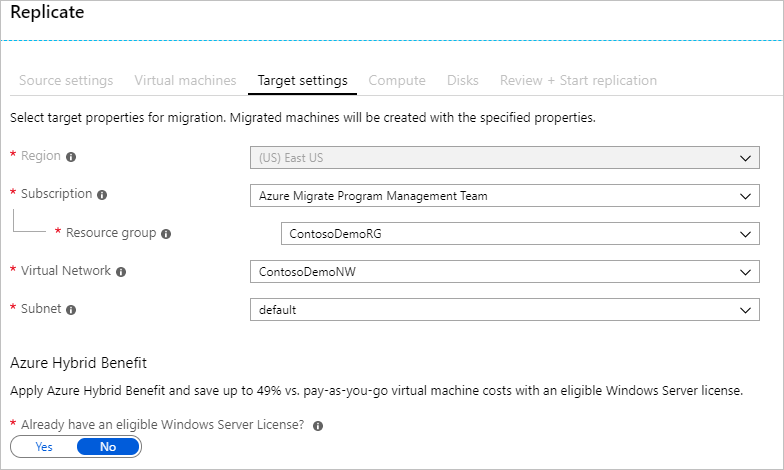 Replicate
Source settings Virtual machines Target settings Compute Disks Review + Start replication
Select target properties for migration. Migrated machines will be created with the specified properties.
* Region (US) East US
* Subscription Azure Migrate Program Management Team
* Resource group ContosoDemoRG
* Virtual Network ContosoDemoNW
* Subnet default
Azure Hybrid Benefit
Apply Azure Hybrid Benefit and save up to 49% vs. pay-as-you-go virtual machine costs with an eligible Windows Server license.
* Already have an eligible Windows Server License?
Yes No